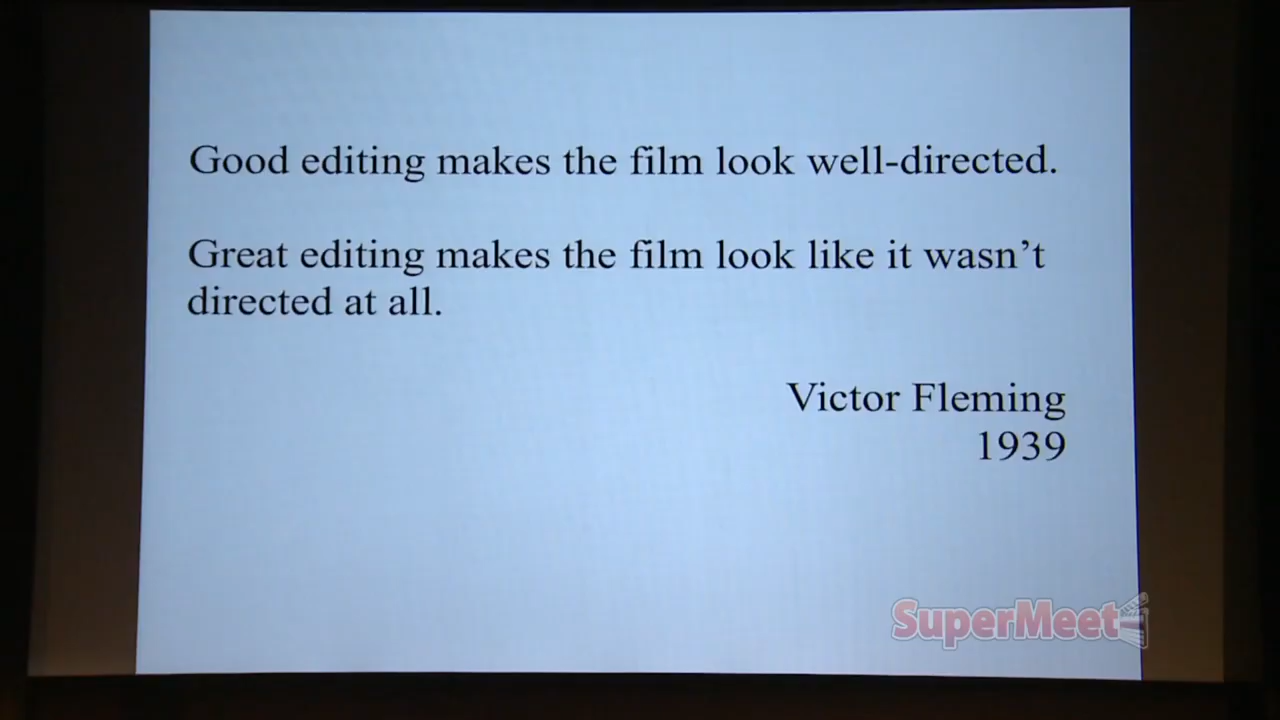 Good editing makes the film look well-directed.
Great editing makes the film look like it wasn’t
directed at all.
Victor Fleming
1939
SuperMeet